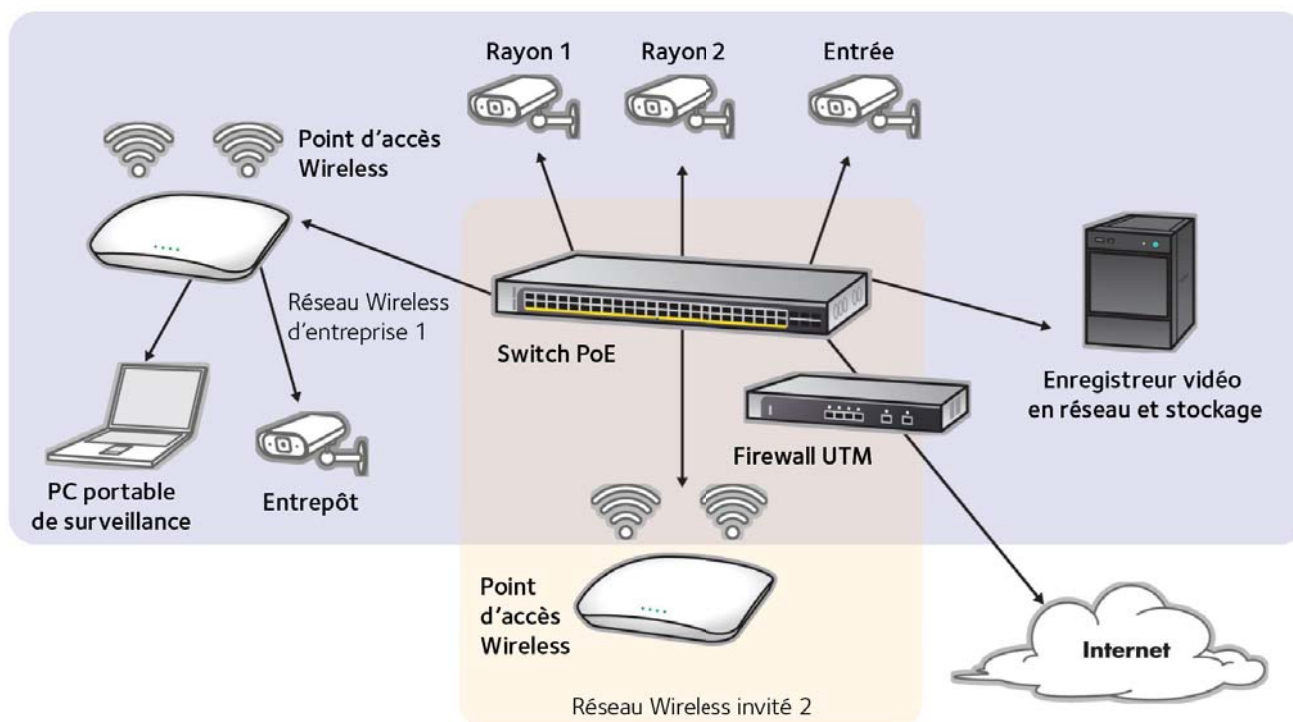 Rayon 1
Rayon 2
Entrée
Point d'accès
Wireless
Réseau Wireless
d'entreprise 1
Switch PoE
Enregistreur vidéo
en réseau et stockage
Firewall UTM
PC portable
de surveillance
Entrepôt
Point
d'accès
Wireless
Internet
Réseau Wireless invité 2